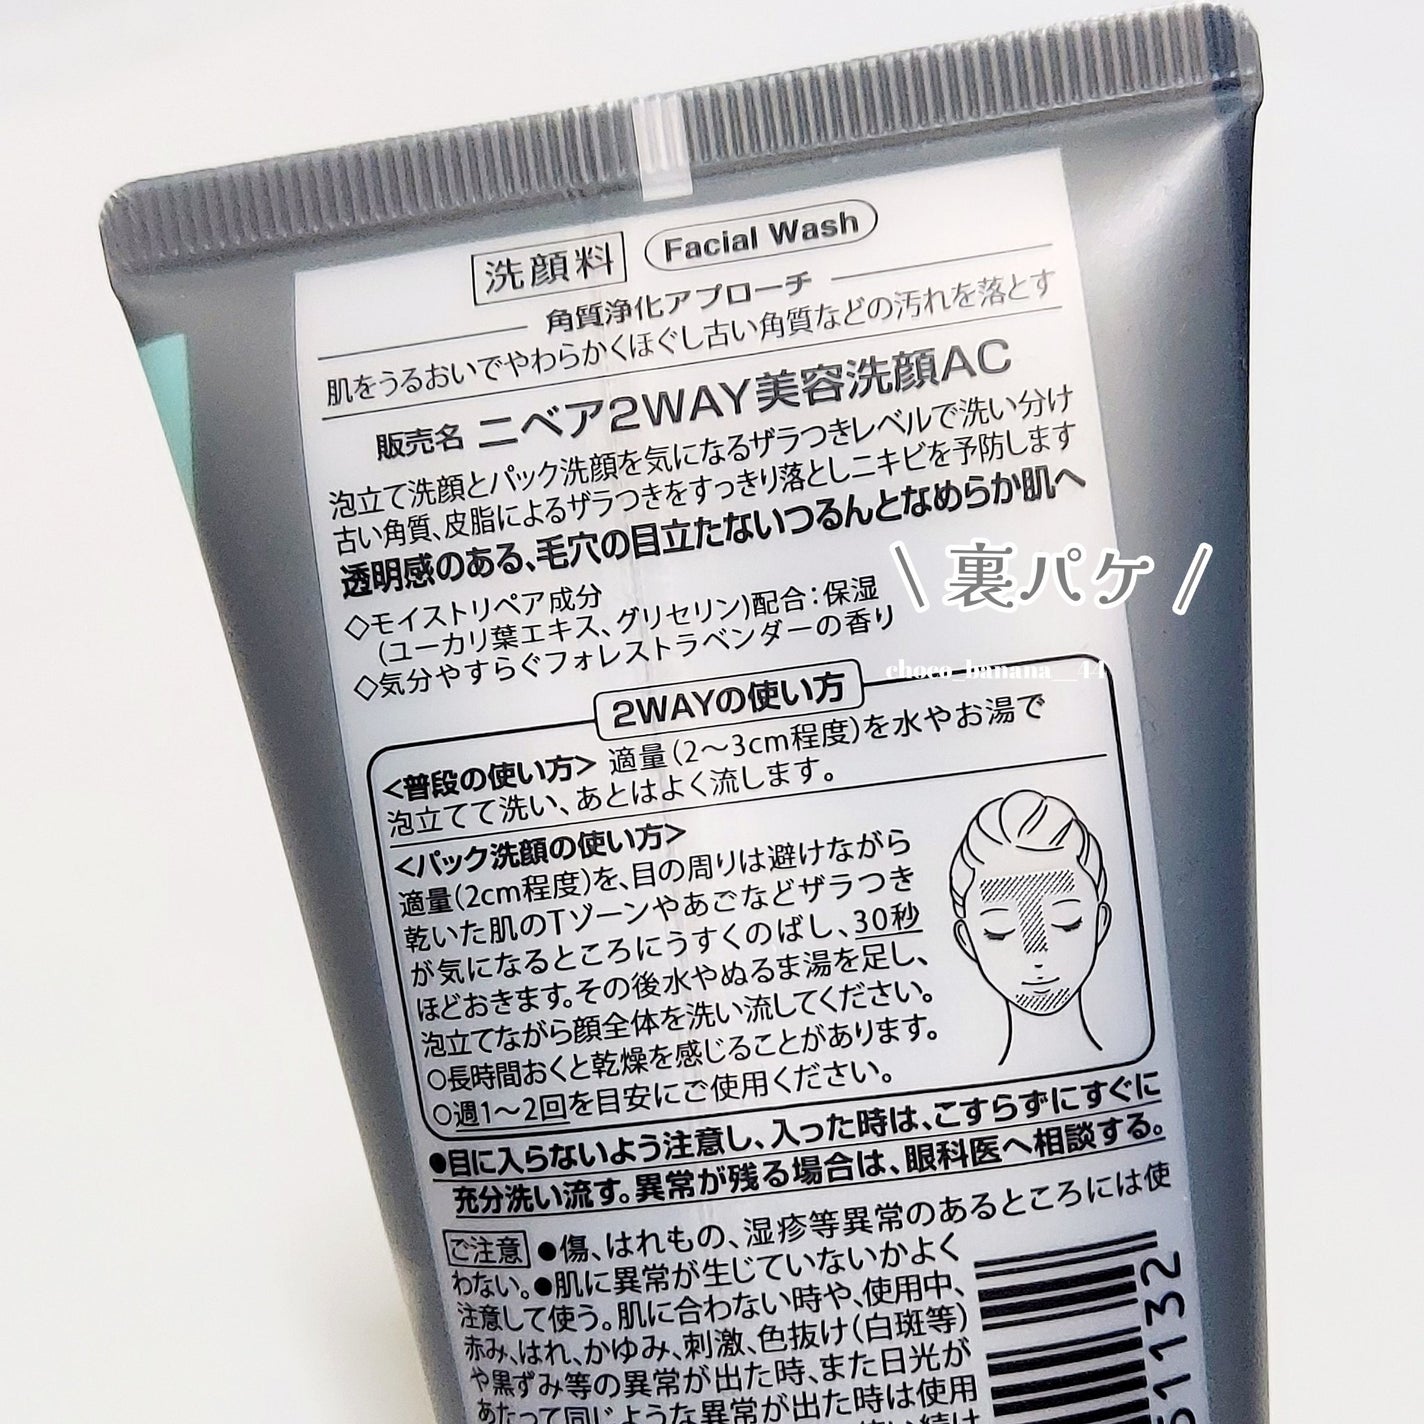 洗顔料 Facial Wash
角質浄化アプローチ
肌をうるおいでやわらかくほぐし古い角質などの汚れを落とす
販売名 ニベア2WAY美容洗顔AC
泡立て洗顔とパック洗顔を気になるザラつきレベルで洗い分け
古い角質、皮脂によるザラつきをすっきり落としニキビを予防します
透明感のある、毛穴の目立たないつるんとなめらか肌へ
\ 裏パケ /
◇モイストリペア成分
(ユーカリ葉エキス、グリセリン)配合：保湿
◇気分やすらぐフォレストラベンダーの香り
choco_banana__44
2WAYの使い方
<普段の使い方> 適量(2〜3cm程度)を水やお湯で
泡立てて洗い、あとはよく流します。
<パック洗顔の使い方>
適量(2cm程度)を、目の周りは避けながら
乾いた肌のTゾーンやあごなどザラつき
が気になるところにうすくのばし、30秒
ほどおきます。その後水やぬるま湯を足し、
泡立てながら顔全体を洗い流してください。
○長時間おくと乾燥を感じることがあります。
○週1〜2回を目安にご使用ください。
●目に入らないよう注意し、入った時は、こすらずにすぐに
充分洗い流す。異常が残る場合は、眼科医へ相談する。
ご注意 ●傷、はれもの、湿疹等異常のあるところには使
わない。●肌に異常が生じていないかよく
注意して使う。肌に合わない時や、使用中、
赤み、はれ、かゆみ、刺激、色抜け(白斑等)
や黒ずみ等の異常が出た時、また日光が
あたって同じような異常が出た時は使用
61132